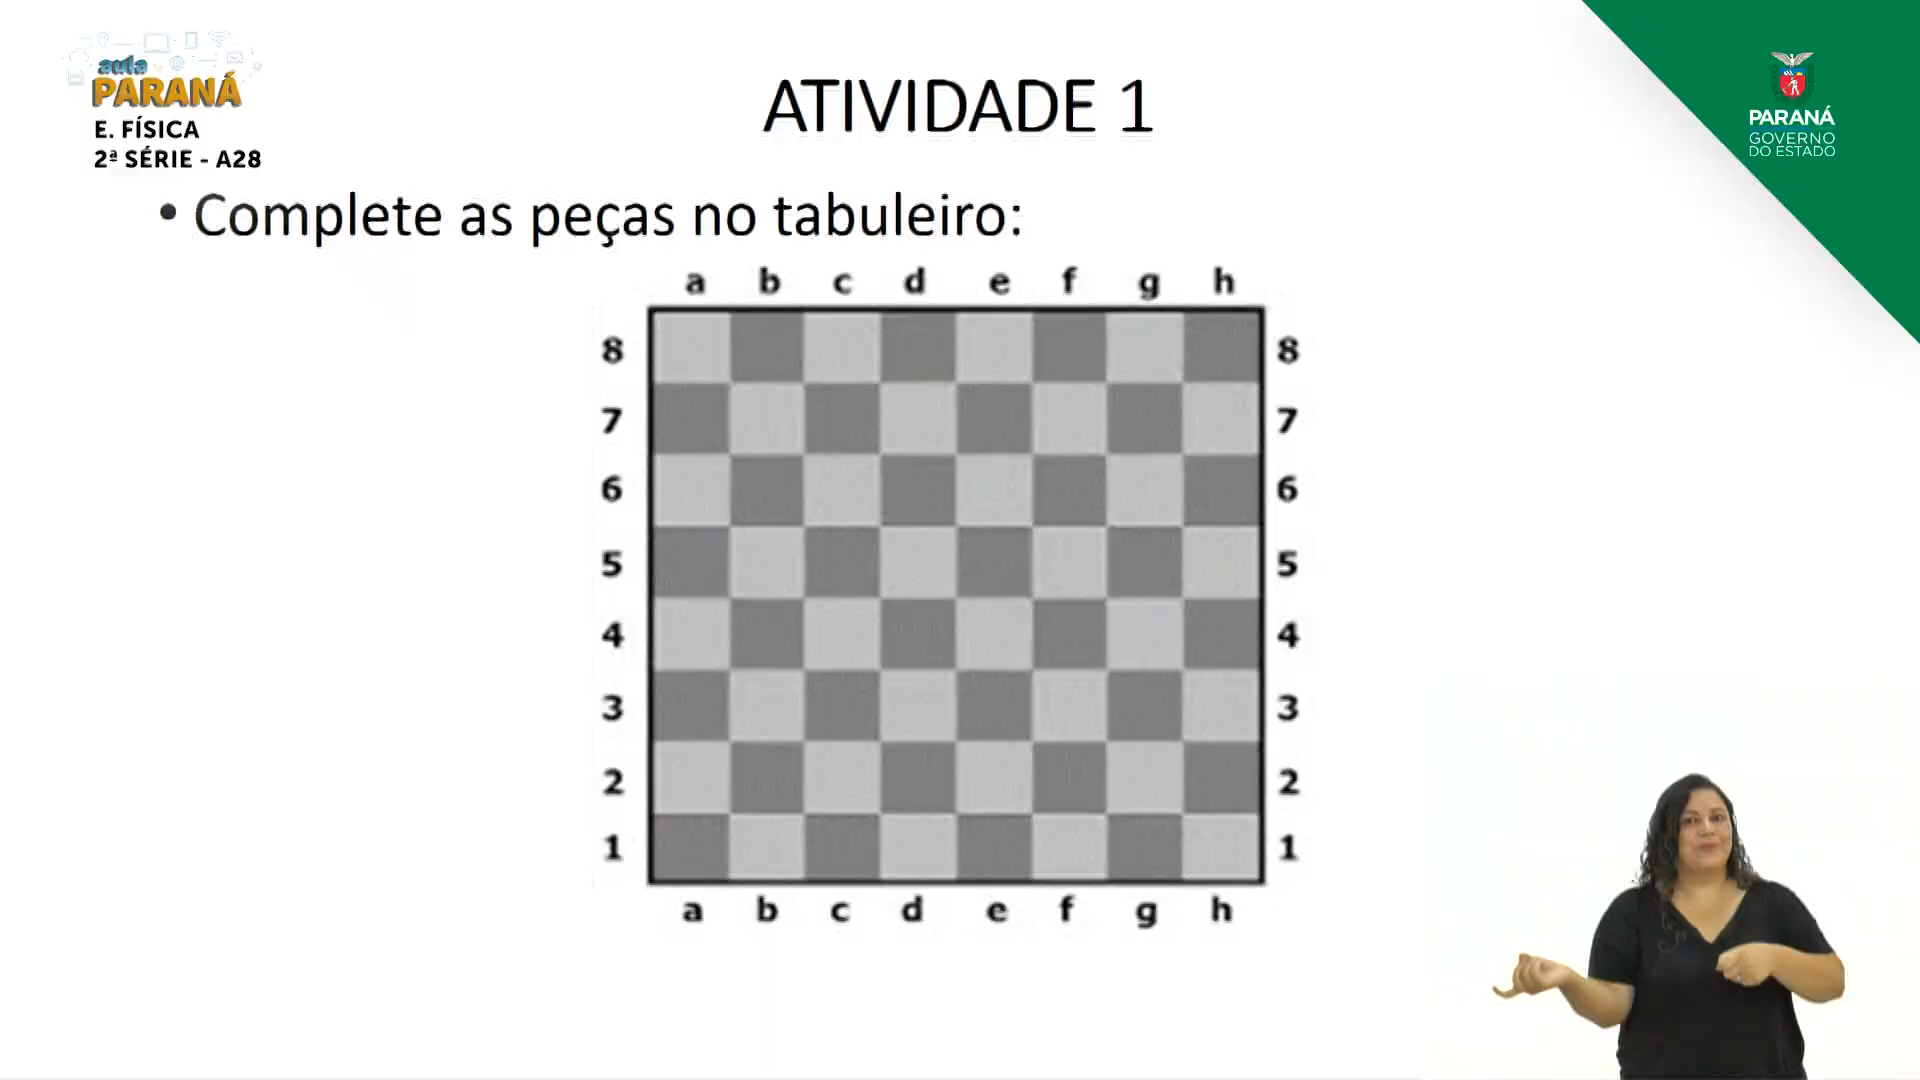 aula
PARANÁ
E. FÍSICA
2ª SÉRIE - A28
ATIVIDADE 1
PARANÁ
GOVERNO
DO ESTADO
• Complete as peças no tabuleiro:
a b c d e f g h
8 8
7 7
6 6
5 5
4 4
3 3
2 2
1 1
a b c d e f g h